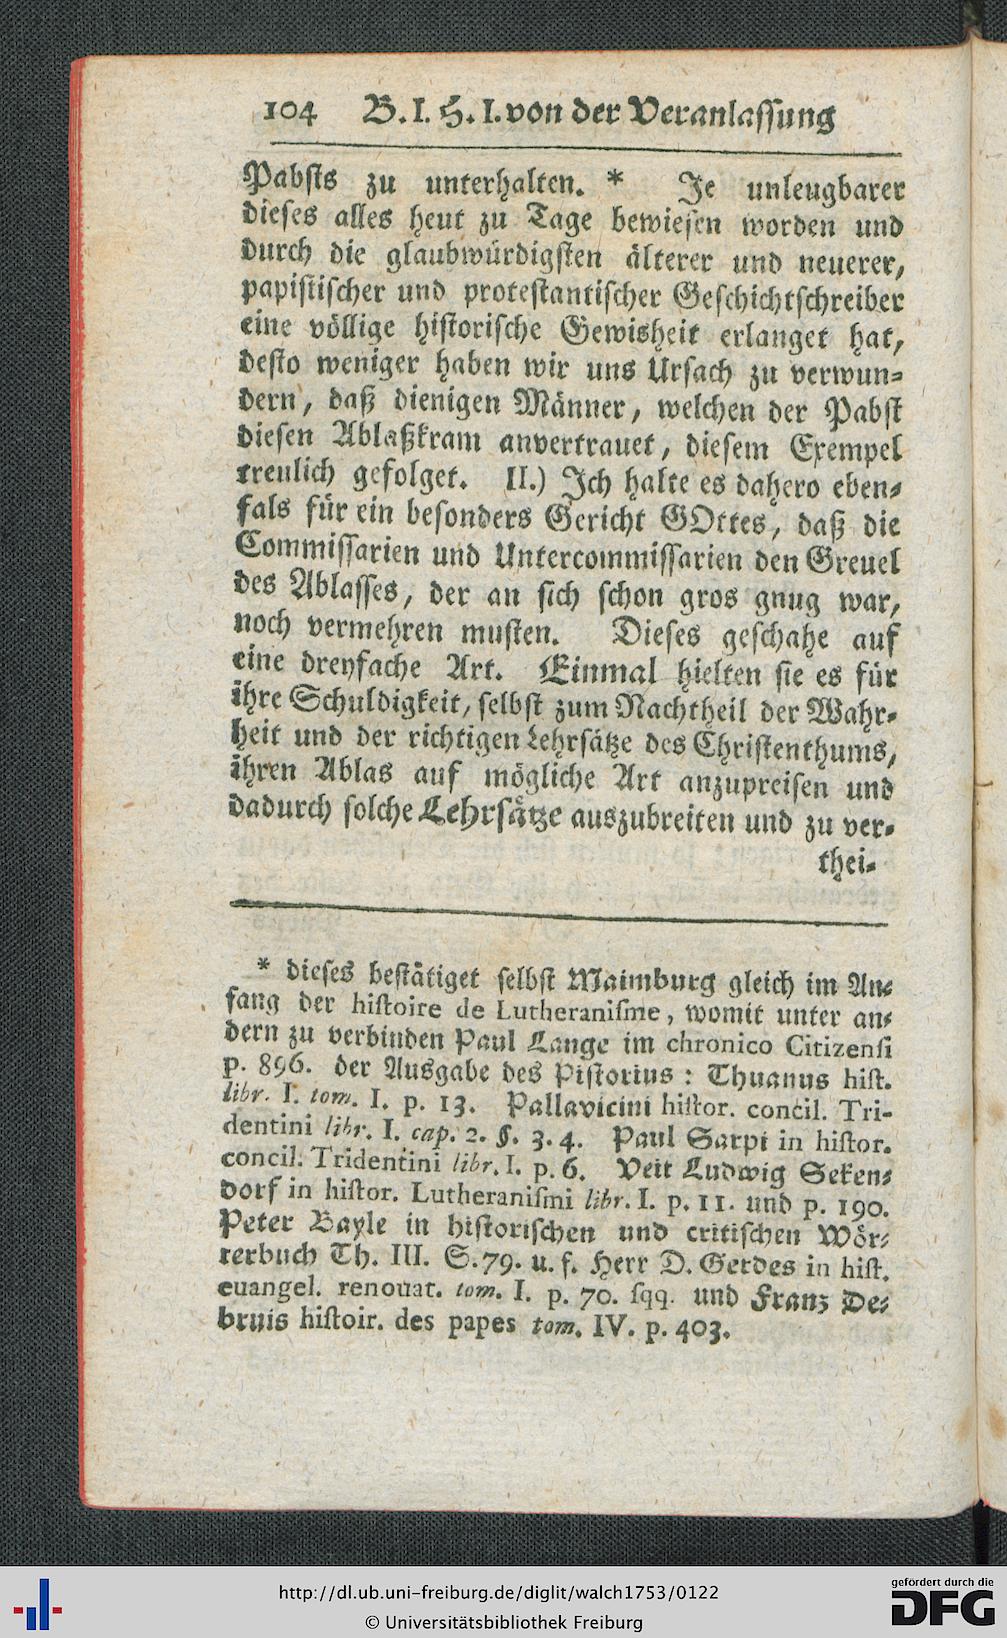 104 B. I. H. I. von der Veranlassung
Pabsts zu unterhalten. * Je unleugbarer
dieses alles heut zu Tage bewiesen worden und
durch die glaubwürdigsten älterer und neuerer,
papistischer und protestantischer Geschichtschreiber
eine völlige historische Gewisheit erlanget hat,
desto weniger haben wir uns Ursach zu verwun-
dern, daß dienigen Männer, welchen der Pabst
diesen Ablaßkram anvertrauet, diesem Exempel
treulich gefolget. II.) Ich halte es dahero eben-
fals für ein besonders Gericht GOttes, daß die
Commissarien und Untercommissarien den Greuel
des Ablasses, der an sich schon gros gnug war,
noch vermehren musten. Dieses geschahe auf
eine dreyfache Art. Einmal hielten sie es für
ihre Schuldigkeit, selbst zum Nachtheil der Wahr-
heit und der richtigen Lehrsätze des Christenthums,
ihren Ablas auf mögliche Art anzupreisen und
dadurch solche Lehrsätze auszubreiten und zu ver-
thei-
* dieses bestätiget selbst Maimburg gleich im An-
fang der histoire de Lutheranisme, womit unter an-
dern zu verbinden Paul Lange im chronico Citizensi
p. 896. der Ausgabe des Pistorius: Thuanus hist.
libr. I. tom. I. p. 13. Pallavicini histor. concil. Tri-
dentini libr. I. cap. 2. §. 3. 4. Paul Sarpi in histor.
concil. Tridentini libr. I. p. 6. Veit Ludwig Seken-
dorf in histor. Lutheranismi libr. I. p. 11. und p. 190.
Peter Bayle in historischen und critischen Wör-
terbuch Th. III. S. 79. u. f. Herr D. Gerdes in hist.
euangel. renouat. tom. I. p. 70. sqq. und Franz De-
bruis histoir. des papes tom. IV. p. 403.
http://dl.ub.uni-freiburg.de/diglit/walch1753/0122
© Universitätsbibliothek Freiburg
gefördert durch die
DFG